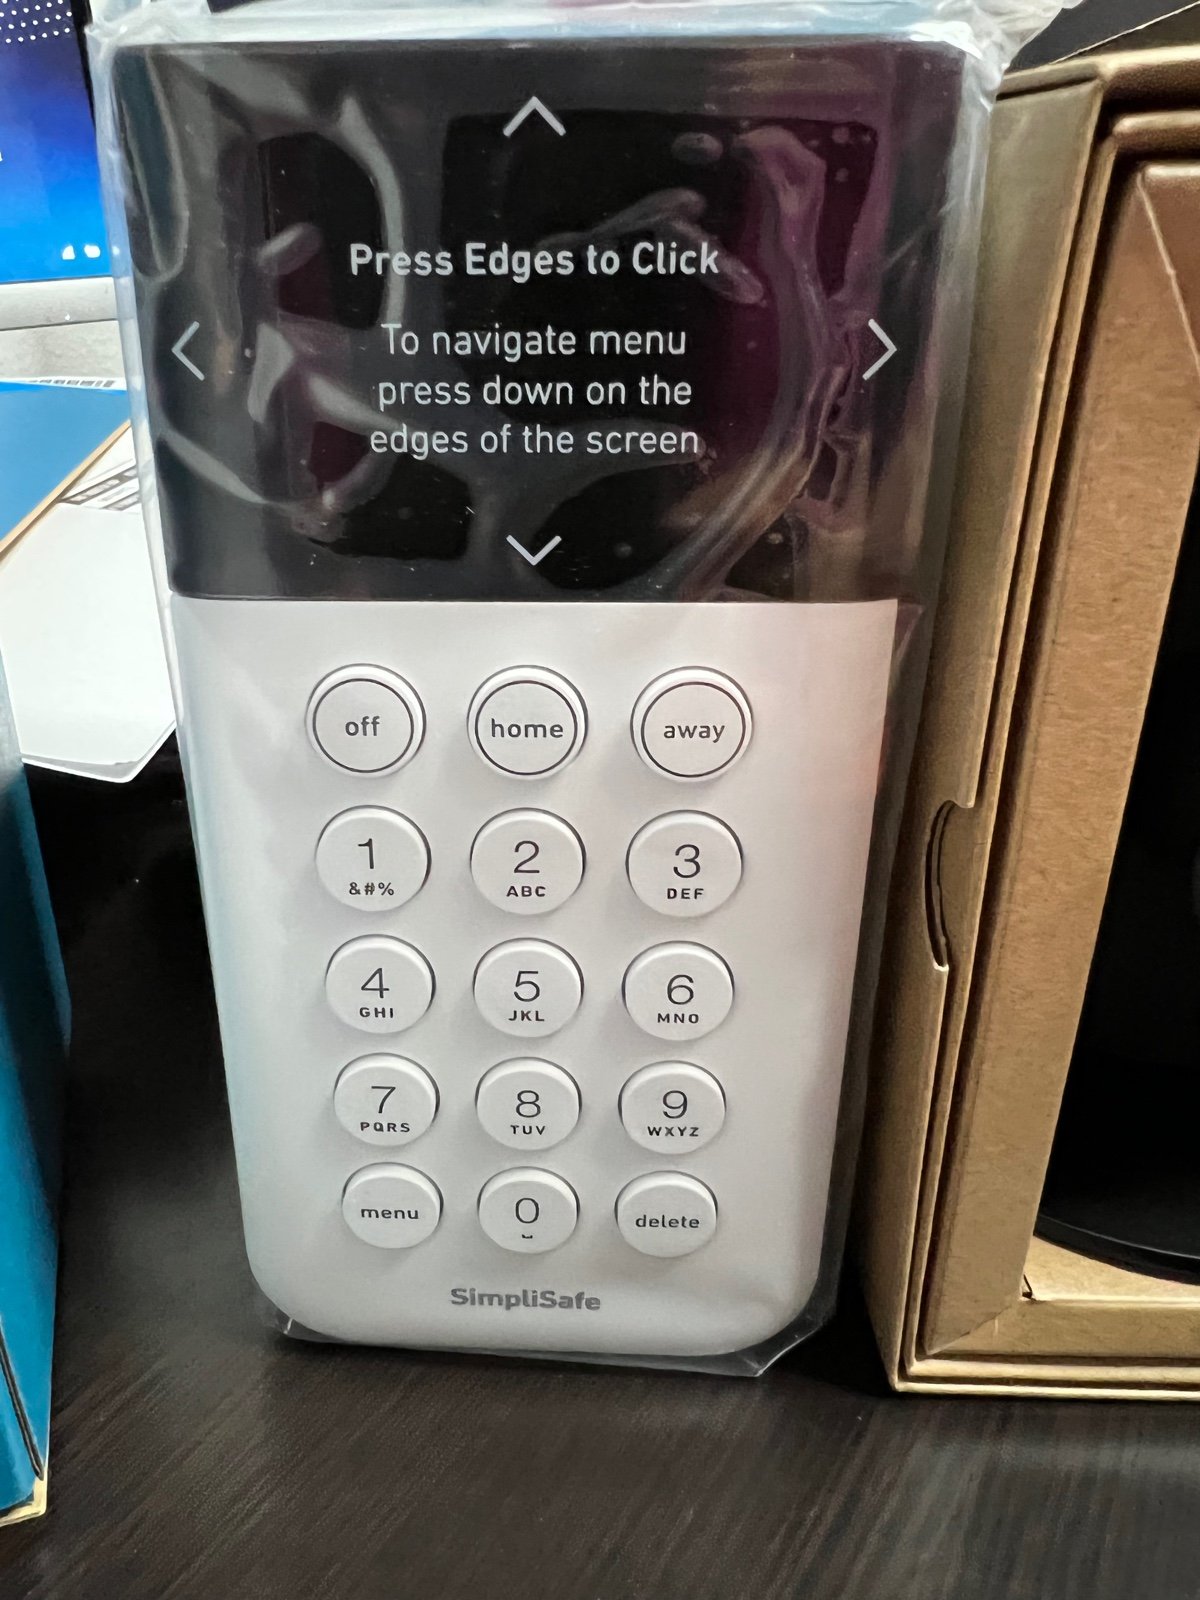 Press Edges to Click
To navigate menu
press down on the
edges of the screen
off home away
1 2 3
&#% ABC DEF
4 5 6
GHI JKL MNO
7 8 9
PQRS TUV WXYZ
menu 0 delete
SimpliSafe